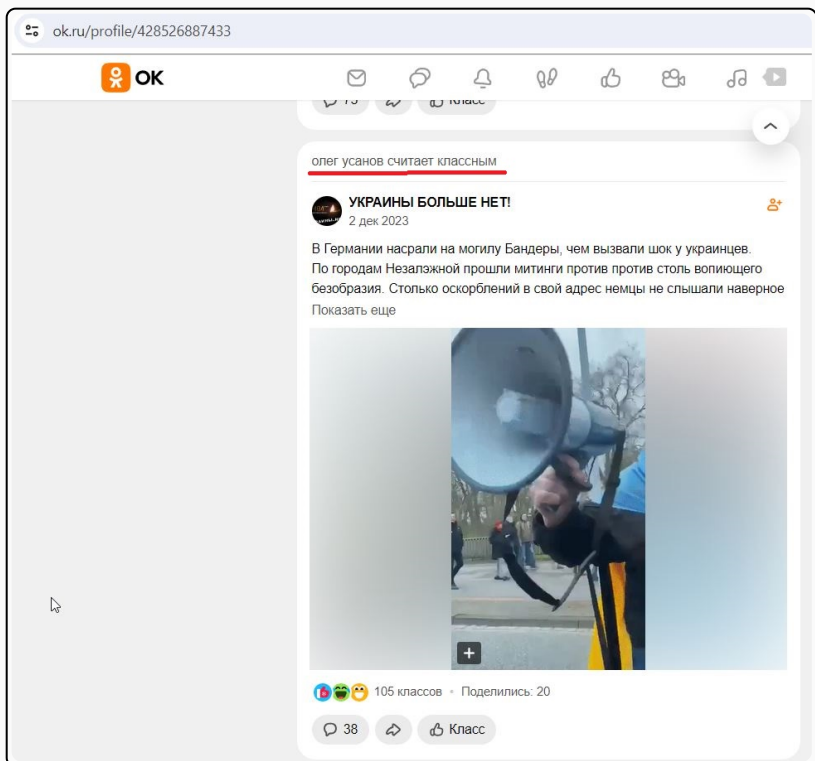 ok.ru/profile/428526887433
ОК
73
Класс
олег усанов считает классным
УКРАИНЫ БОЛЬШЕ НЕТ!
2 дек 2023
В Германии насрали на могилу Бандеры, чем вызвали шок у украинцев.
По городам Незалэжной прошли митинги против против столь вопиющего
безобразия. Столько оскорблений в свой адрес немцы не слышали наверное
Показать еще
105 классов • Поделились: 20
38
Класс